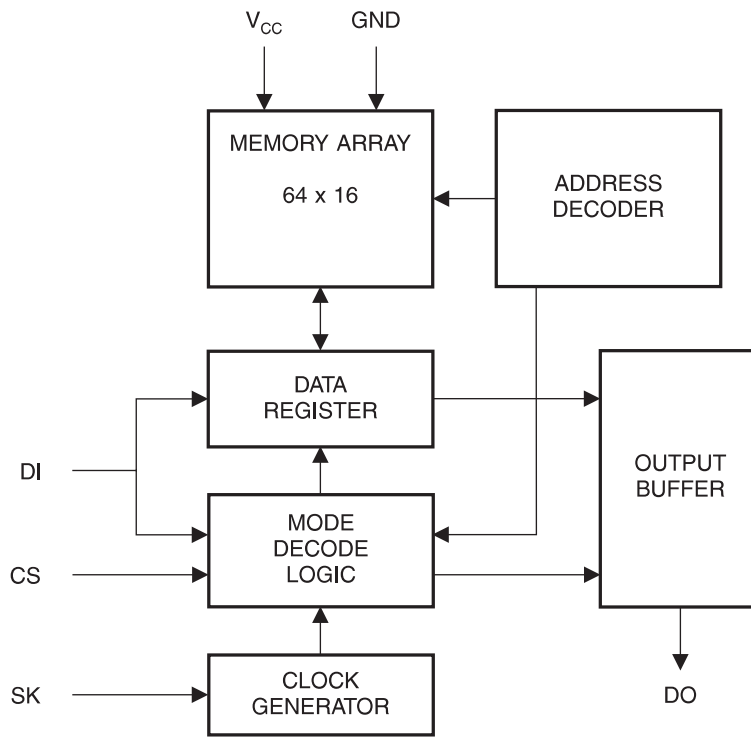 V_CC
GND
MEMORY ARRAY
64 x 16
ADDRESS
DECODER
DATA
REGISTER
DI
OUTPUT
BUFFER
MODE
DECODE
LOGIC
CS
CLOCK
GENERATOR
SK
DO